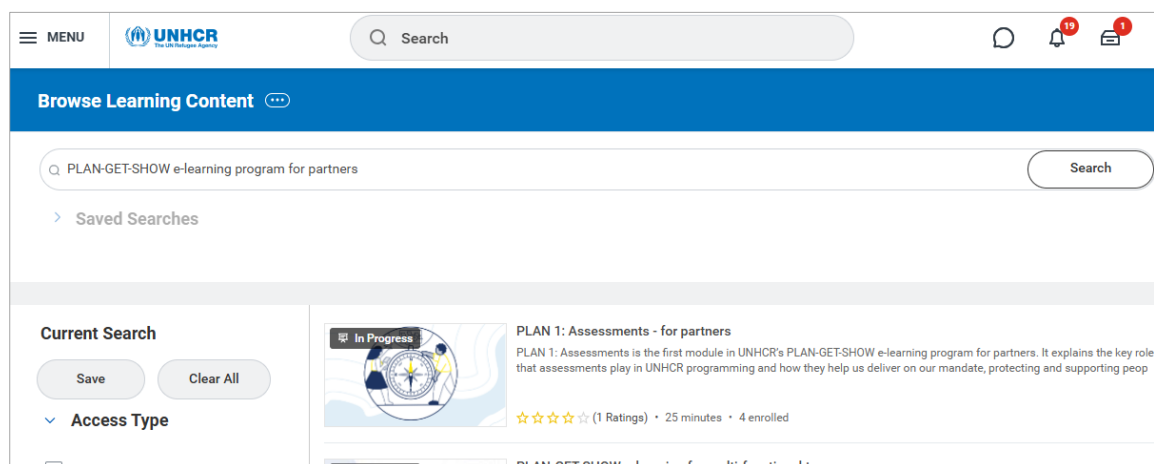 MENU
UNHCR
The UN Refugee Agency
Search
19
1
Browse Learning Content
PLAN-GET-SHOW e-learning program for partners
Search
Saved Searches
Current Search
Save
Clear All
Access Type
In Progress
PLAN 1: Assessments - for partners
PLAN 1: Assessments is the first module in UNHCR's PLAN-GET-SHOW e-learning program for partners. It explains the key role
that assessments play in UNHCR programming and how they help us deliver on our mandate, protecting and supporting peop
(1 Ratings) • 25 minutes • 4 enrolled